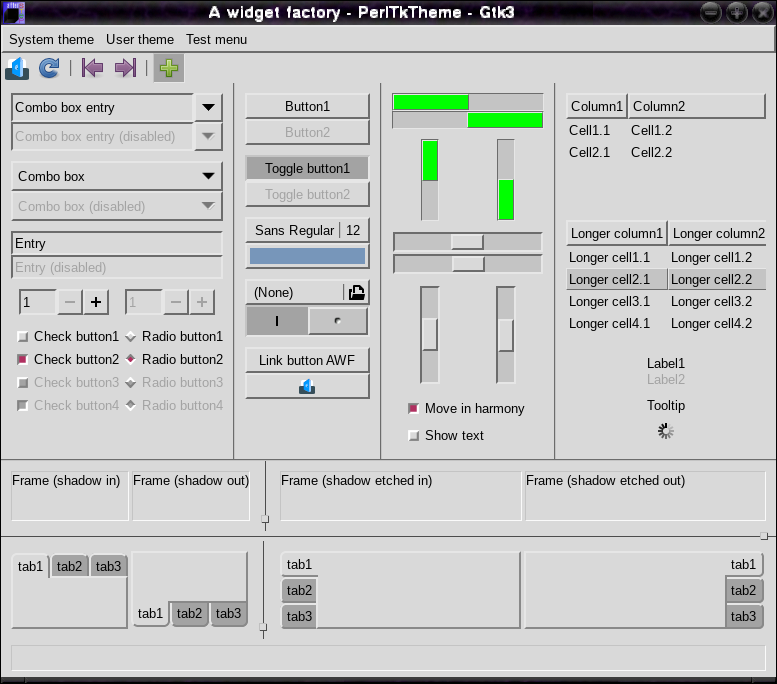 A widget factory - PerlTkTheme - Gtk3
System theme User theme Test menu
Combo box entry
Combo box entry (disabled)
Combo box
Combo box (disabled)
Entry
Entry (disabled)
1 1
Check button1 Radio button1
Check button2 Radio button2
Check button3 Radio button3
Check button4 Radio button4
Button1
Button2
Toggle button1
Toggle button2
Sans Regular 12
(None)
Link button AWF
Move in harmony
Show text
Column1 Column2
Cell1.1 Cell1.2
Cell2.1 Cell2.2
Longer column1 Longer column2
Longer cell1.1 Longer cell1.2
Longer cell2.1 Longer cell2.2
Longer cell3.1 Longer cell3.2
Longer cell4.1 Longer cell4.2
Label1
Label2
Tooltip
Frame (shadow in) Frame (shadow out) Frame (shadow etched in) Frame (shadow etched out)
tab1 tab2 tab3
tab1 tab2 tab3
tab1
tab2
tab3
tab1
tab2
tab3